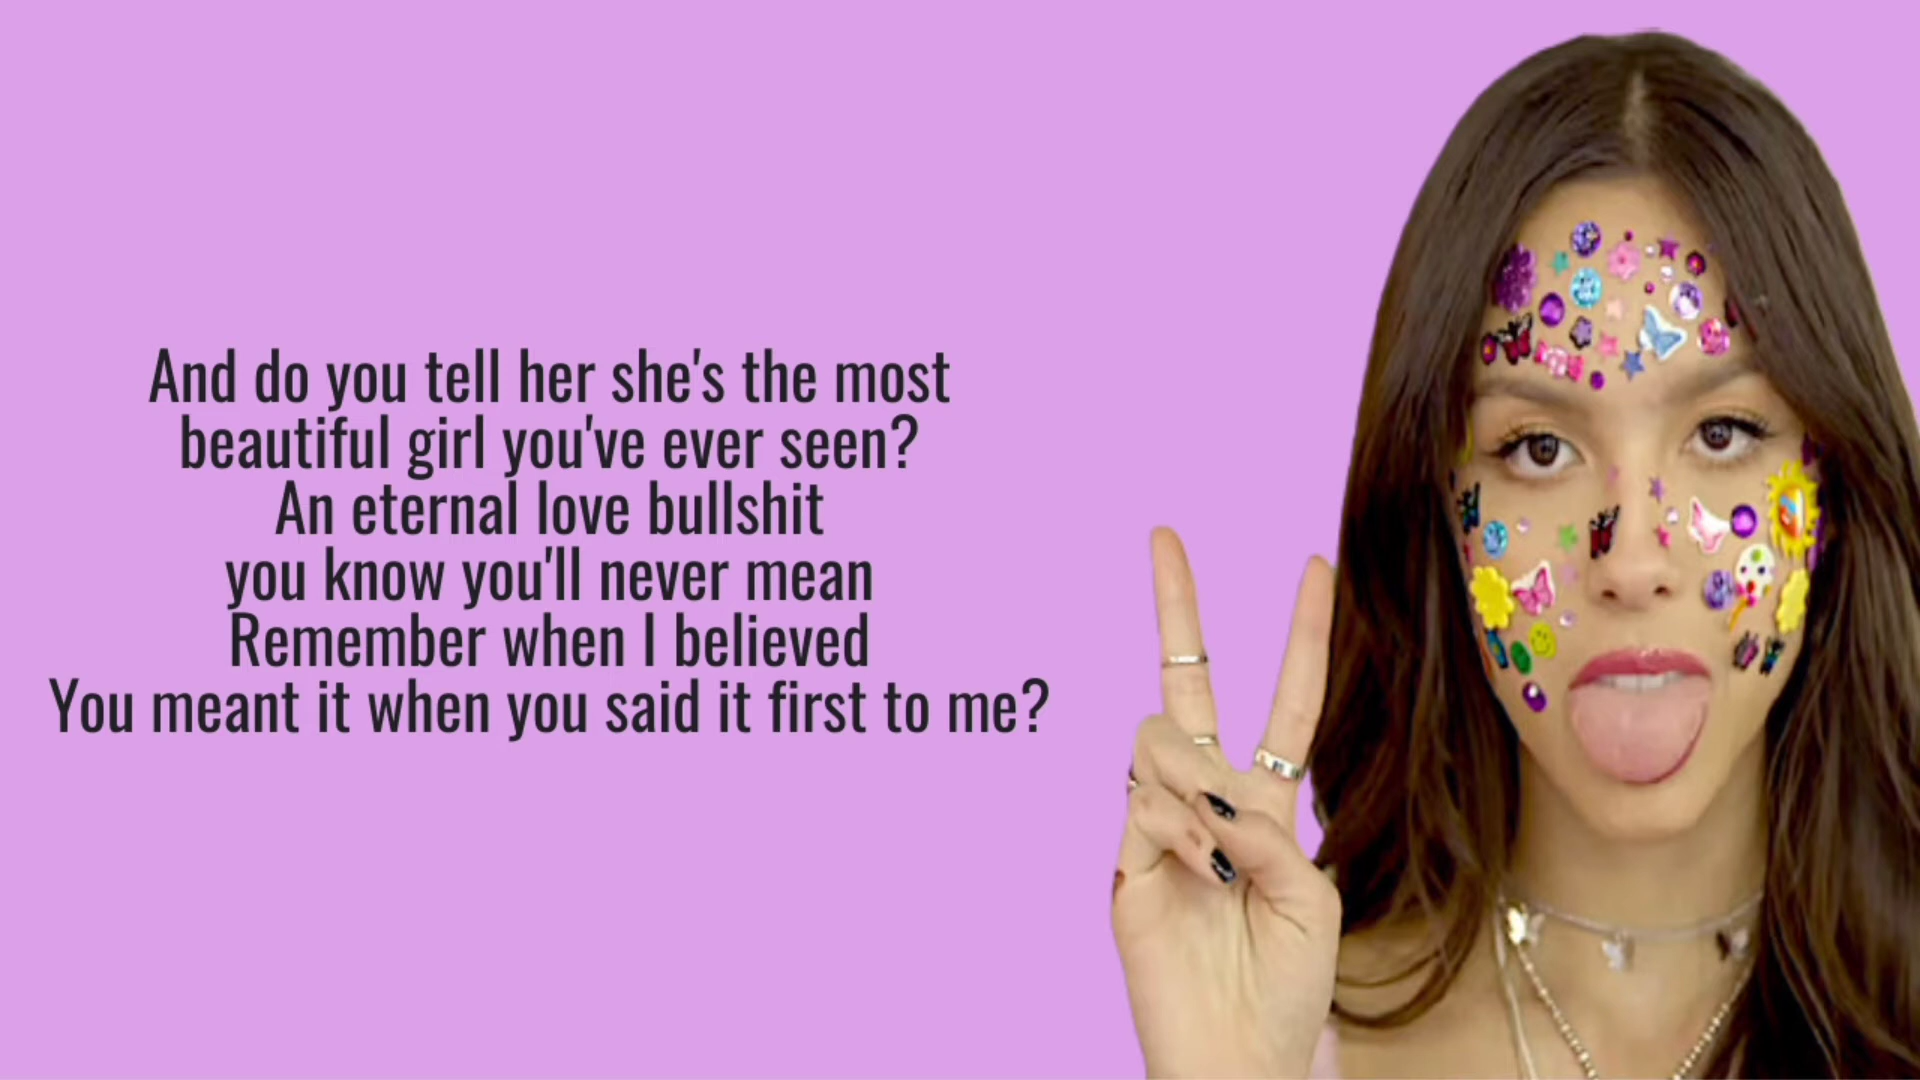 And do you tell her she's the most
beautiful girl you've ever seen?
An eternal love bullshit
you know you'll never mean
Remember when I believed
You meant it when you said it first to me?